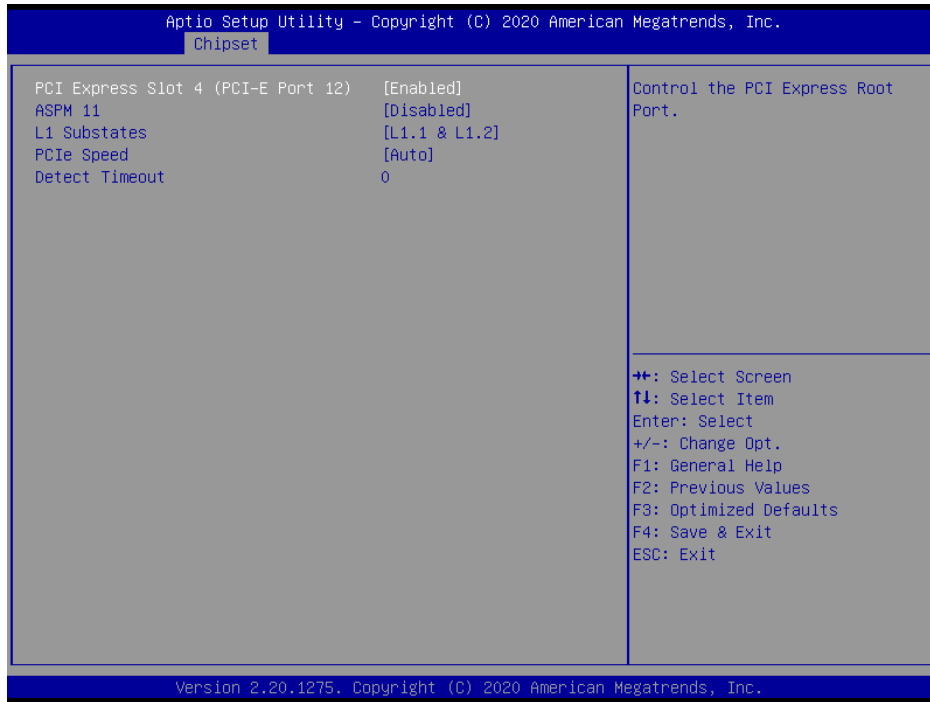 Aptio Setup Utility – Copyright (C) 2020 American Megatrends, Inc.
Chipset
PCI Express Slot 4 (PCI-E Port 12) [Enabled]
ASPM 11 [Disabled]
L1 Substates [L1.1 & L1.2]
PCIe Speed [Auto]
Detect Timeout 0
Control the PCI Express Root
Port.
→←: Select Screen
↑↓: Select Item
Enter: Select
+/-: Change Opt.
F1: General Help
F2: Previous Values
F3: Optimized Defaults
F4: Save & Exit
ESC: Exit
Version 2.20.1275. Copyright (C) 2020 American Megatrends, Inc.